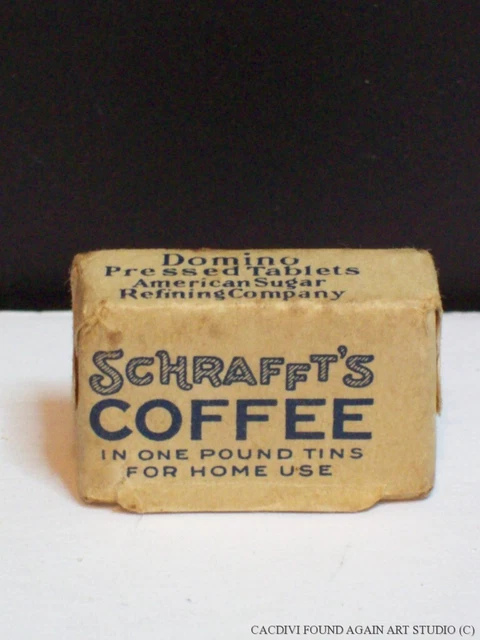 Domino
Pressed Tablets
American Sugar
Refining Company
SCHRAFFT'S
COFFEE
IN ONE POUND TINS
FOR HOME USE
CACDIVI FOUND AGAIN ART STUDIO (C)